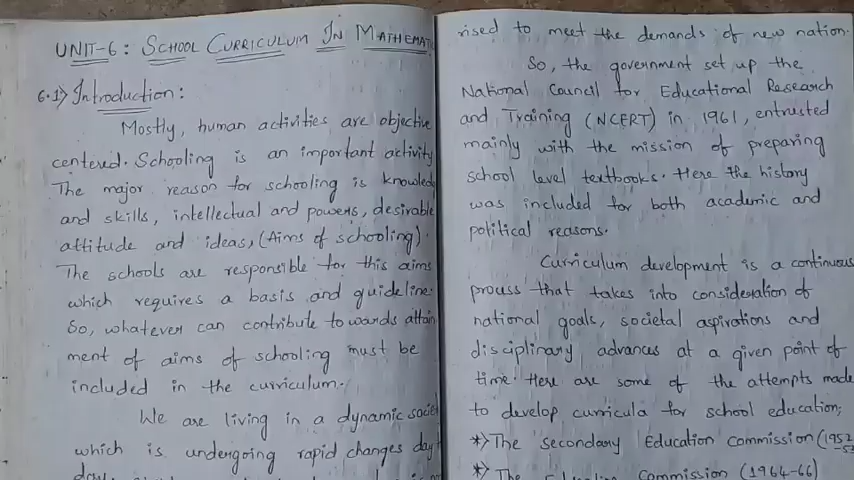 UNIT-6: SCHOOL CURRICULUM IN MATHEMAT
6.1) Introduction:
Mostly, human activities are objective
centered. Schooling is an important activity
The major reason for schooling is knowled
and skills, intellectual and powers, desirable
attitude and ideas, (Aims of schooling).
The schools are responsible for this aims
which requires a basis and guideline.
So, whatever can contribute towards attain
ment of aims of schooling must be
included in the curriculum.
We are living in a dynamic societ
which is undergoing rapid changes day t
day.
rised to meet the demands of new nation.
So, the government set up the
National Council for Educational Research
and Training (NCERT) in 1961, entrusted
mainly with the mission of preparing
school level textbooks. Here the history
was included for both academic and
political reasons.
Curriculum development is a continuous
process that takes into consideration of
national goals, societal aspirations and
disciplinary advances at a given point of
time. Here are some of the attempts made
to develop curricula for school education;
*) The secondary Education commission (1952
-53
*) The commission (1964-66)